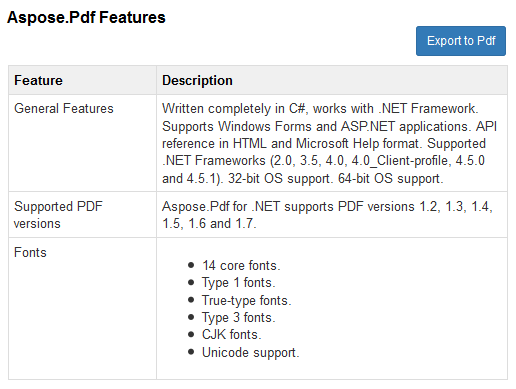 Aspose.Pdf Features
Export to Pdf
Feature
Description
General Features
Written completely in C#, works with .NET Framework.
Supports Windows Forms and ASP.NET applications. API
reference in HTML and Microsoft Help format. Supported
.NET Frameworks (2.0, 3.5, 4.0, 4.0_Client-profile, 4.5.0
and 4.5.1). 32-bit OS support. 64-bit OS support.
Supported PDF
versions
Aspose.Pdf for .NET supports PDF versions 1.2, 1.3, 1.4,
1.5, 1.6 and 1.7.
Fonts
14 core fonts.
Type 1 fonts.
True-type fonts.
Type 3 fonts.
CJK fonts.
Unicode support.